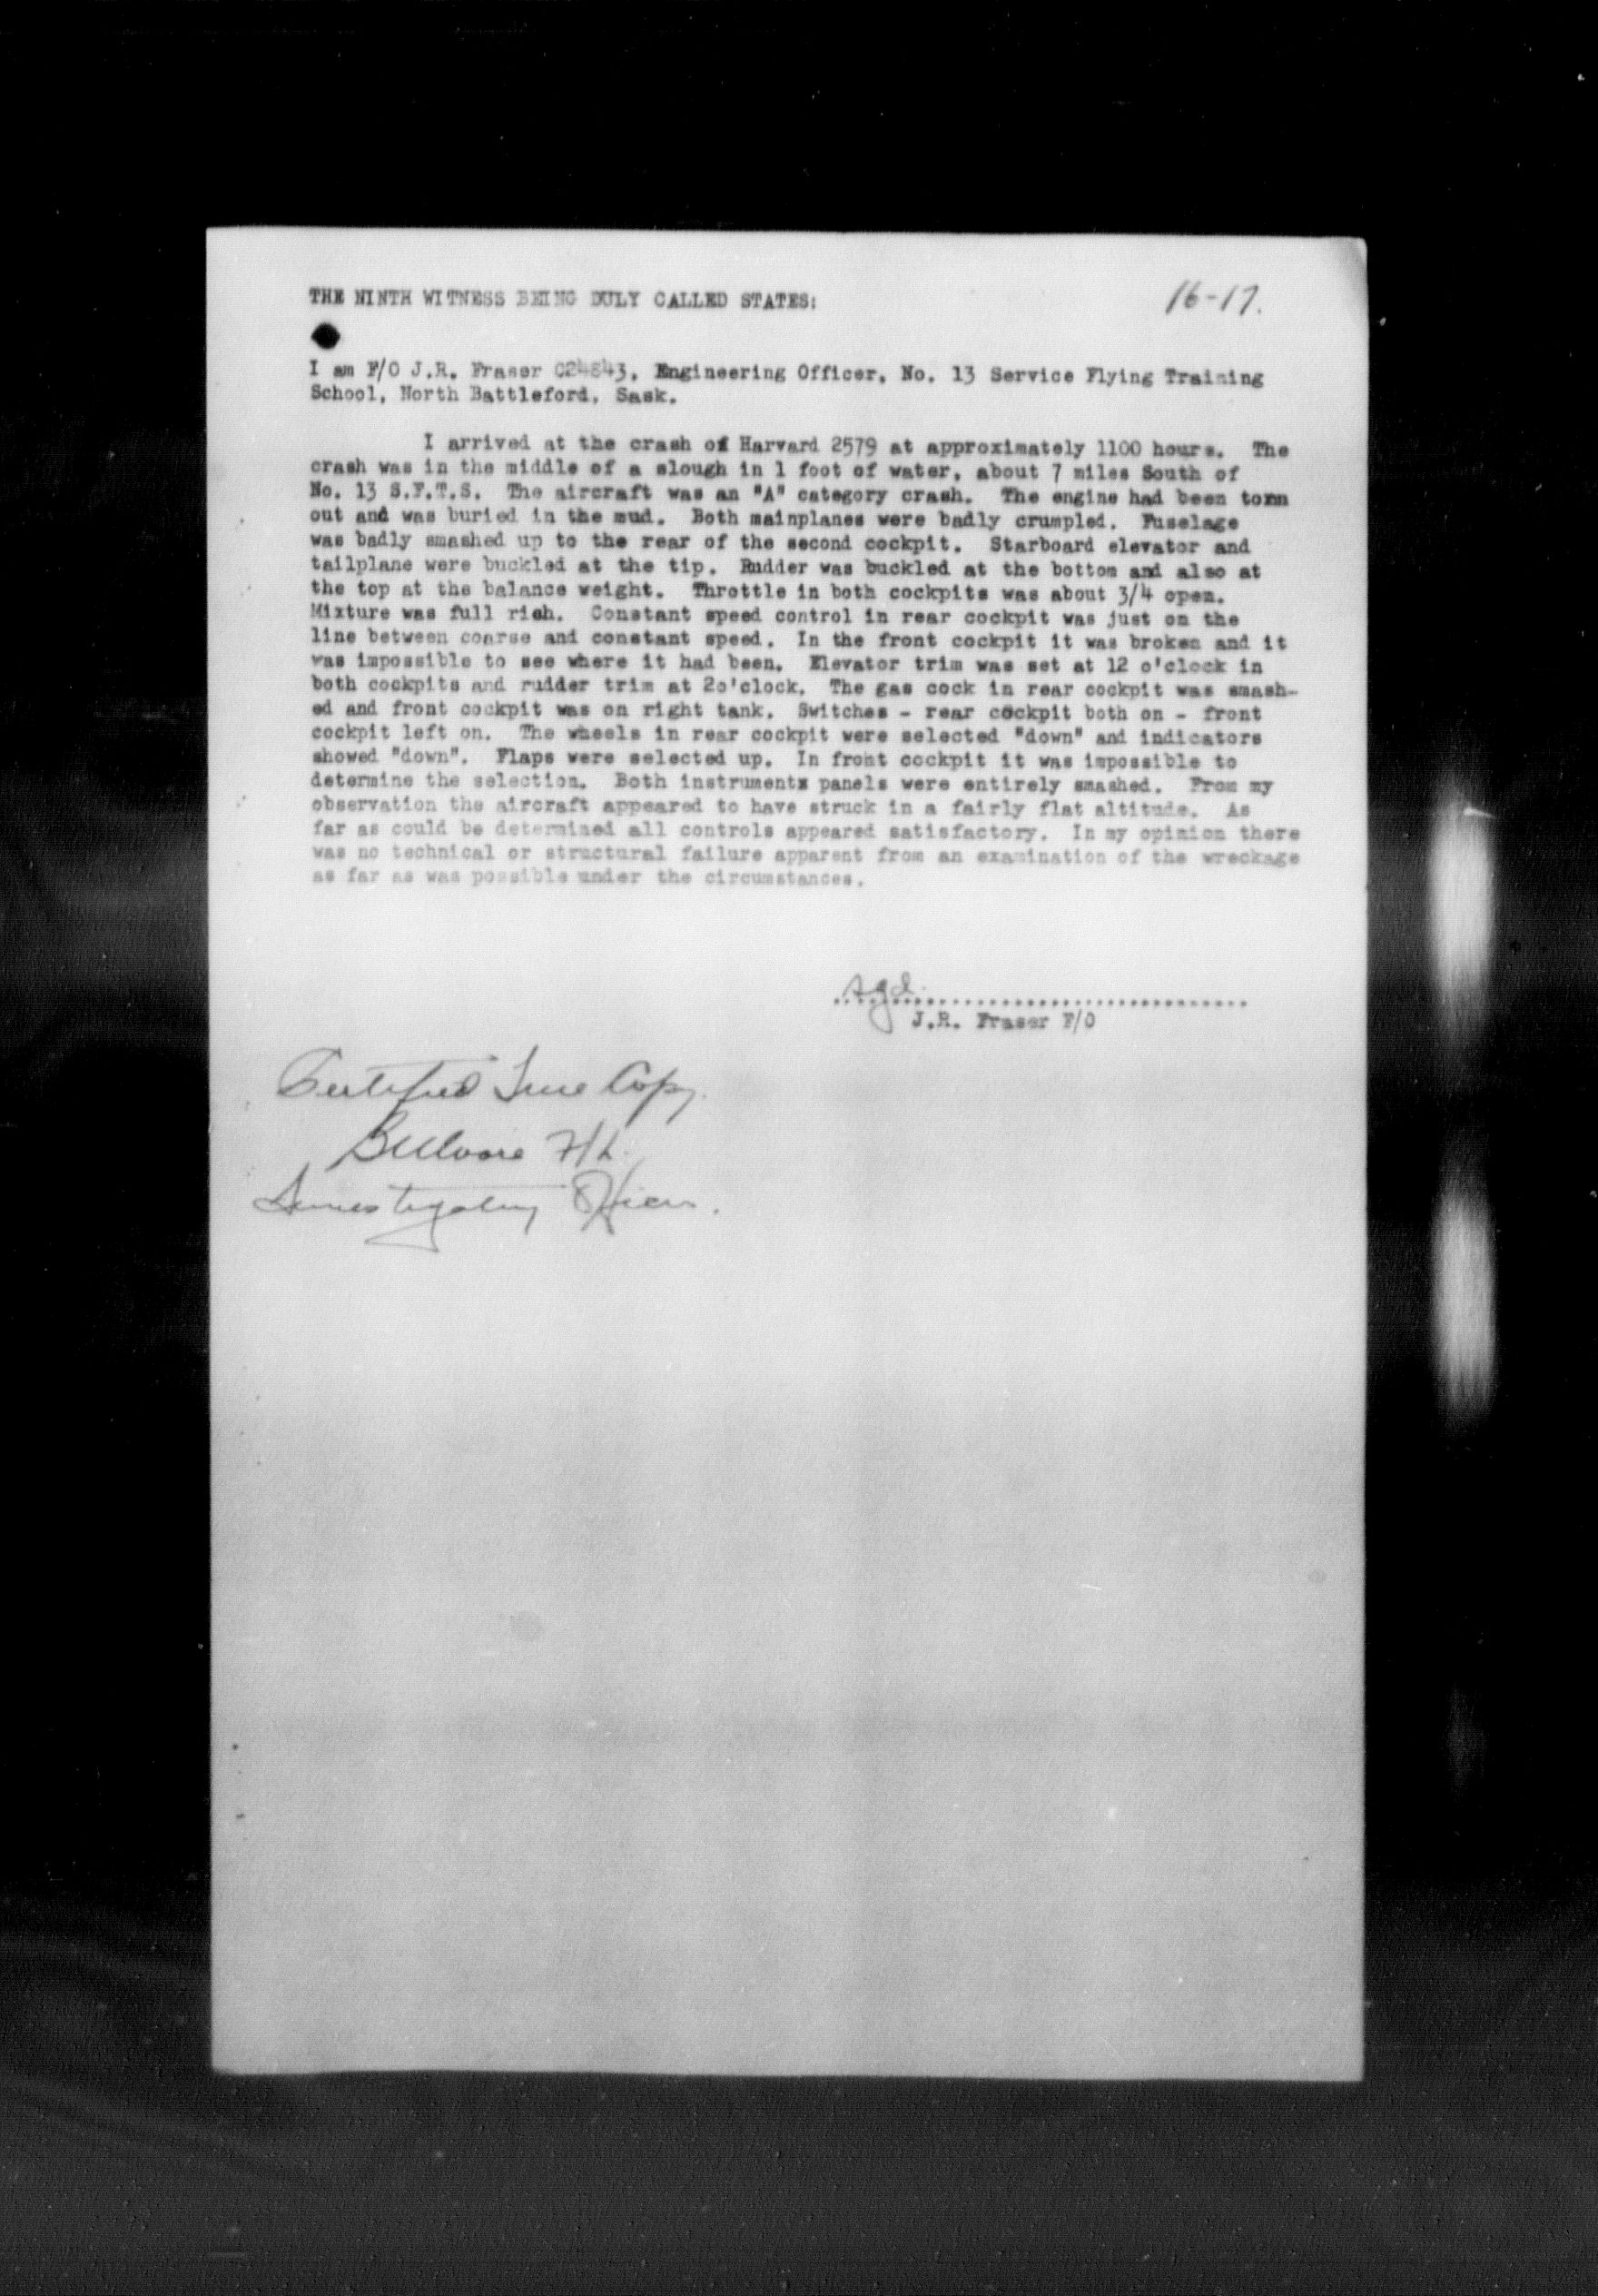 THE NINTH WITNESS BEING DULY CALLED STATES:
16-17.
I am F/O J.R. Fraser C24843, Engineering Officer, No. 13 Service Flying Training
School, North Battleford, Sask.
I arrived at the crash of Harvard 2579 at approximately 1100 hours. The
crash was in the middle of a slough in 1 foot of water, about 7 miles South of
No. 13 S.F.T.S. The aircraft was an "A" category crash. The engine had been torn
out and was buried in the mud. Both mainplanes were badly crumpled. Fuselage
was badly smashed up to the rear of the second cockpit. Starboard elevator and
tailplane were buckled at the tip. Rudder was buckled at the bottom and also at
the top at the balance weight. Throttle in both cockpits was about 3/4 open.
Mixture was full rich. Constant speed control in rear cockpit was just on the
line between coarse and constant speed. In the front cockpit it was broken and it
was impossible to see where it had been. Elevator trim was set at 12 o'clock in
both cockpits and rudder trim at 2o'clock. The gas cock in rear cockpit was smash-
ed and front cockpit was on right tank. Switches - rear cockpit both on - front
cockpit left on. The wheels in rear cockpit were selected "down" and indicators
showed "down". Flaps were selected up. In front cockpit it was impossible to
determine the selection. Both instruments panels were entirely smashed. From my
observation the aircraft appeared to have struck in a fairly flat altitude. As
far as could be determined all controls appeared satisfactory. In my opinion there
was no technical or structural failure apparent from an examination of the wreckage
as far as was possible under the circumstances.
sgd.
J.R. Fraser F/O
Certified True Copy.
F/L.
Investigating Officer.